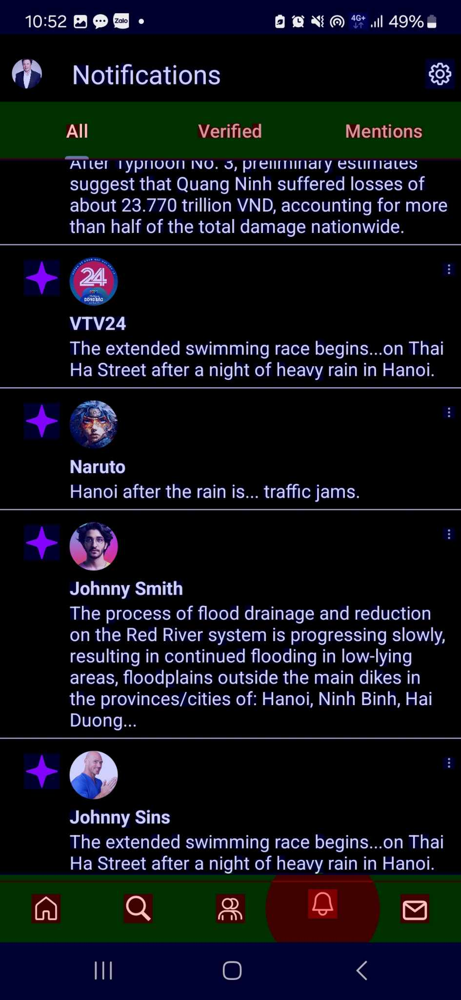 10:52 Zalo 4G+ 49%
Notifications
All Verified Mentions
After Typhoon No. 3, preliminary estimates
suggest that Quang Ninh suffered losses of
about 23.770 trillion VND, accounting for more
than half of the total damage nationwide.
24
ĐỒNG BÀO
VTV24
The extended swimming race begins...on Thai
Ha Street after a night of heavy rain in Hanoi.
Naruto
Hanoi after the rain is... traffic jams.
Johnny Smith
The process of flood drainage and reduction
on the Red River system is progressing slowly,
resulting in continued flooding in low-lying
areas, floodplains outside the main dikes in
the provinces/cities of: Hanoi, Ninh Binh, Hai
Duong...
Johnny Sins
The extended swimming race begins...on Thai
Ha Street after a night of heavy rain in Hanoi.